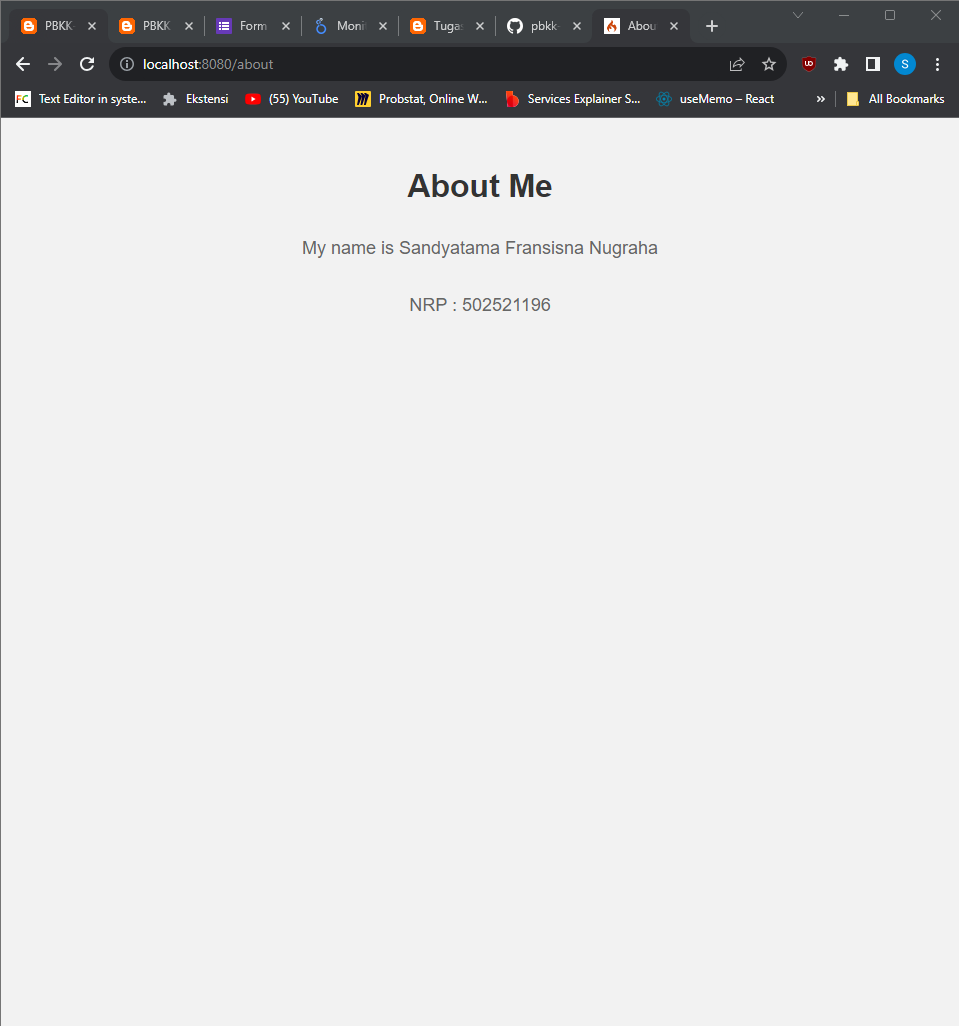 PBKK PBKK Form Moni Tuga pbkk- Abou
localhost:8080/about
FC Text Editor in syste... Ekstensi (55) YouTube Probstat, Online W... Services Explainer S... useMemo – React » All Bookmarks
S
About Me
My name is Sandyatama Fransisna Nugraha
NRP : 502521196